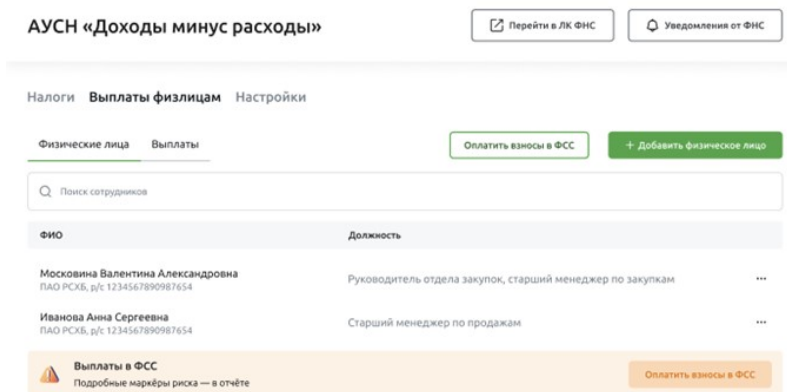 АУСН «Доходы минус расходы»
Перейти в ЛК ФНС
Уведомления от ФНС
Налоги Выплаты физлицам Настройки
Физические лица Выплаты
Оплатить взносы в ФСС
+ Добавить физическое лицо
Поиск сотрудников
ФИО Должность
Московина Валентина Александровна
ПАО РСХБ, р/с 1234567890987654
Руководитель отдела закупок, старший менеджер по закупкам
Иванова Анна Сергеевна
ПАО РСХБ, р/с 1234567890987654
Старший менеджер по продажам
Выплаты в ФСС
Подробные маркёры риска — в отчёте
Оплатить взносы в ФСС